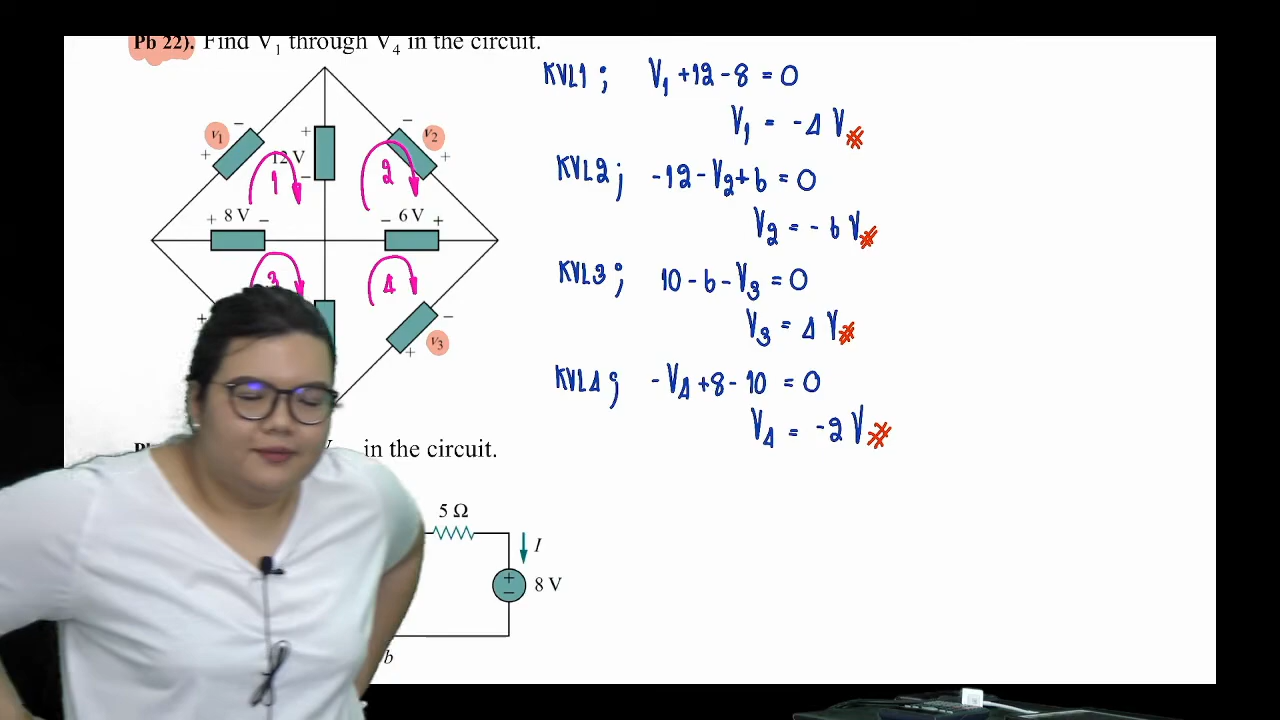 Pb 22). Find V1 through V4 in the circuit.
v1
−
+
+
12 V
−
−
v2
+
1
2
+ 8 V −
− 6 V +
3
4
+
−
v3
+
in the circuit.
5 Ω
I
+
−
8 V
b
KVL1 ; V1 +12 - 8 = 0
V1 = -4 V
KVL2 ; -12 - V2 + 6 = 0
V2 = - 6 V
KVL3 ; 10 - 6 - V3 = 0
V3 = 4 V
KVL4 ; - V4 + 8 - 10 = 0
V4 = -2 V